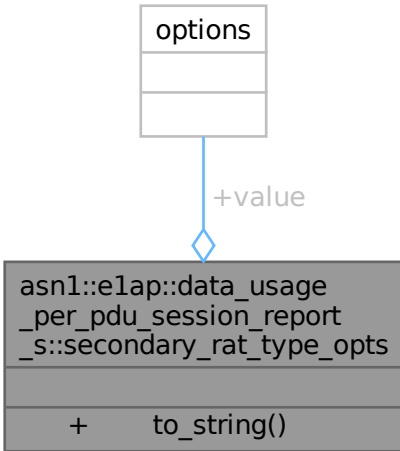 options
+value
asn1::e1ap::data_usage
_per_pdu_session_report
_s::secondary_rat_type_opts
+ to_string()